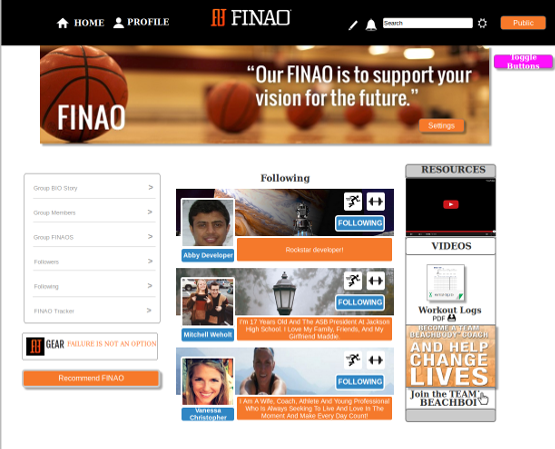 HOME
PROFILE
FINAO
Search
Public
Toggle
Buttons
“Our FINAO is to support your
vision for the future.”
FINAO
Settings
Group BIO Story >
Group Members >
Group FINAOS >
Followers >
Following >
FINAO Tracker >
GEAR FAILURE IS NOT AN OPTION
Recommend FINAO
Following
FOLLOWING
Abby Developer
Rockstar developer!
FOLLOWING
Mitchell Weholt
I'm 17 Years Old And The ASB President At Jackson
High School. I Love My Family, Friends, And My
Girlfriend Maddie.
FOLLOWING
Vanessa
Christopher
I Am A Wife, Coach, Athlete And Young Professional
Who Is Always Seeking To Live And Love In The
Moment And Make Every Day Count!
RESOURCES
VIDEOS
Workout Logs
PDF
BECOME A TEAM
BEACHBODY COACH
AND HELP
CHANGE
LIVES
Join the TEAM
BEACHBO